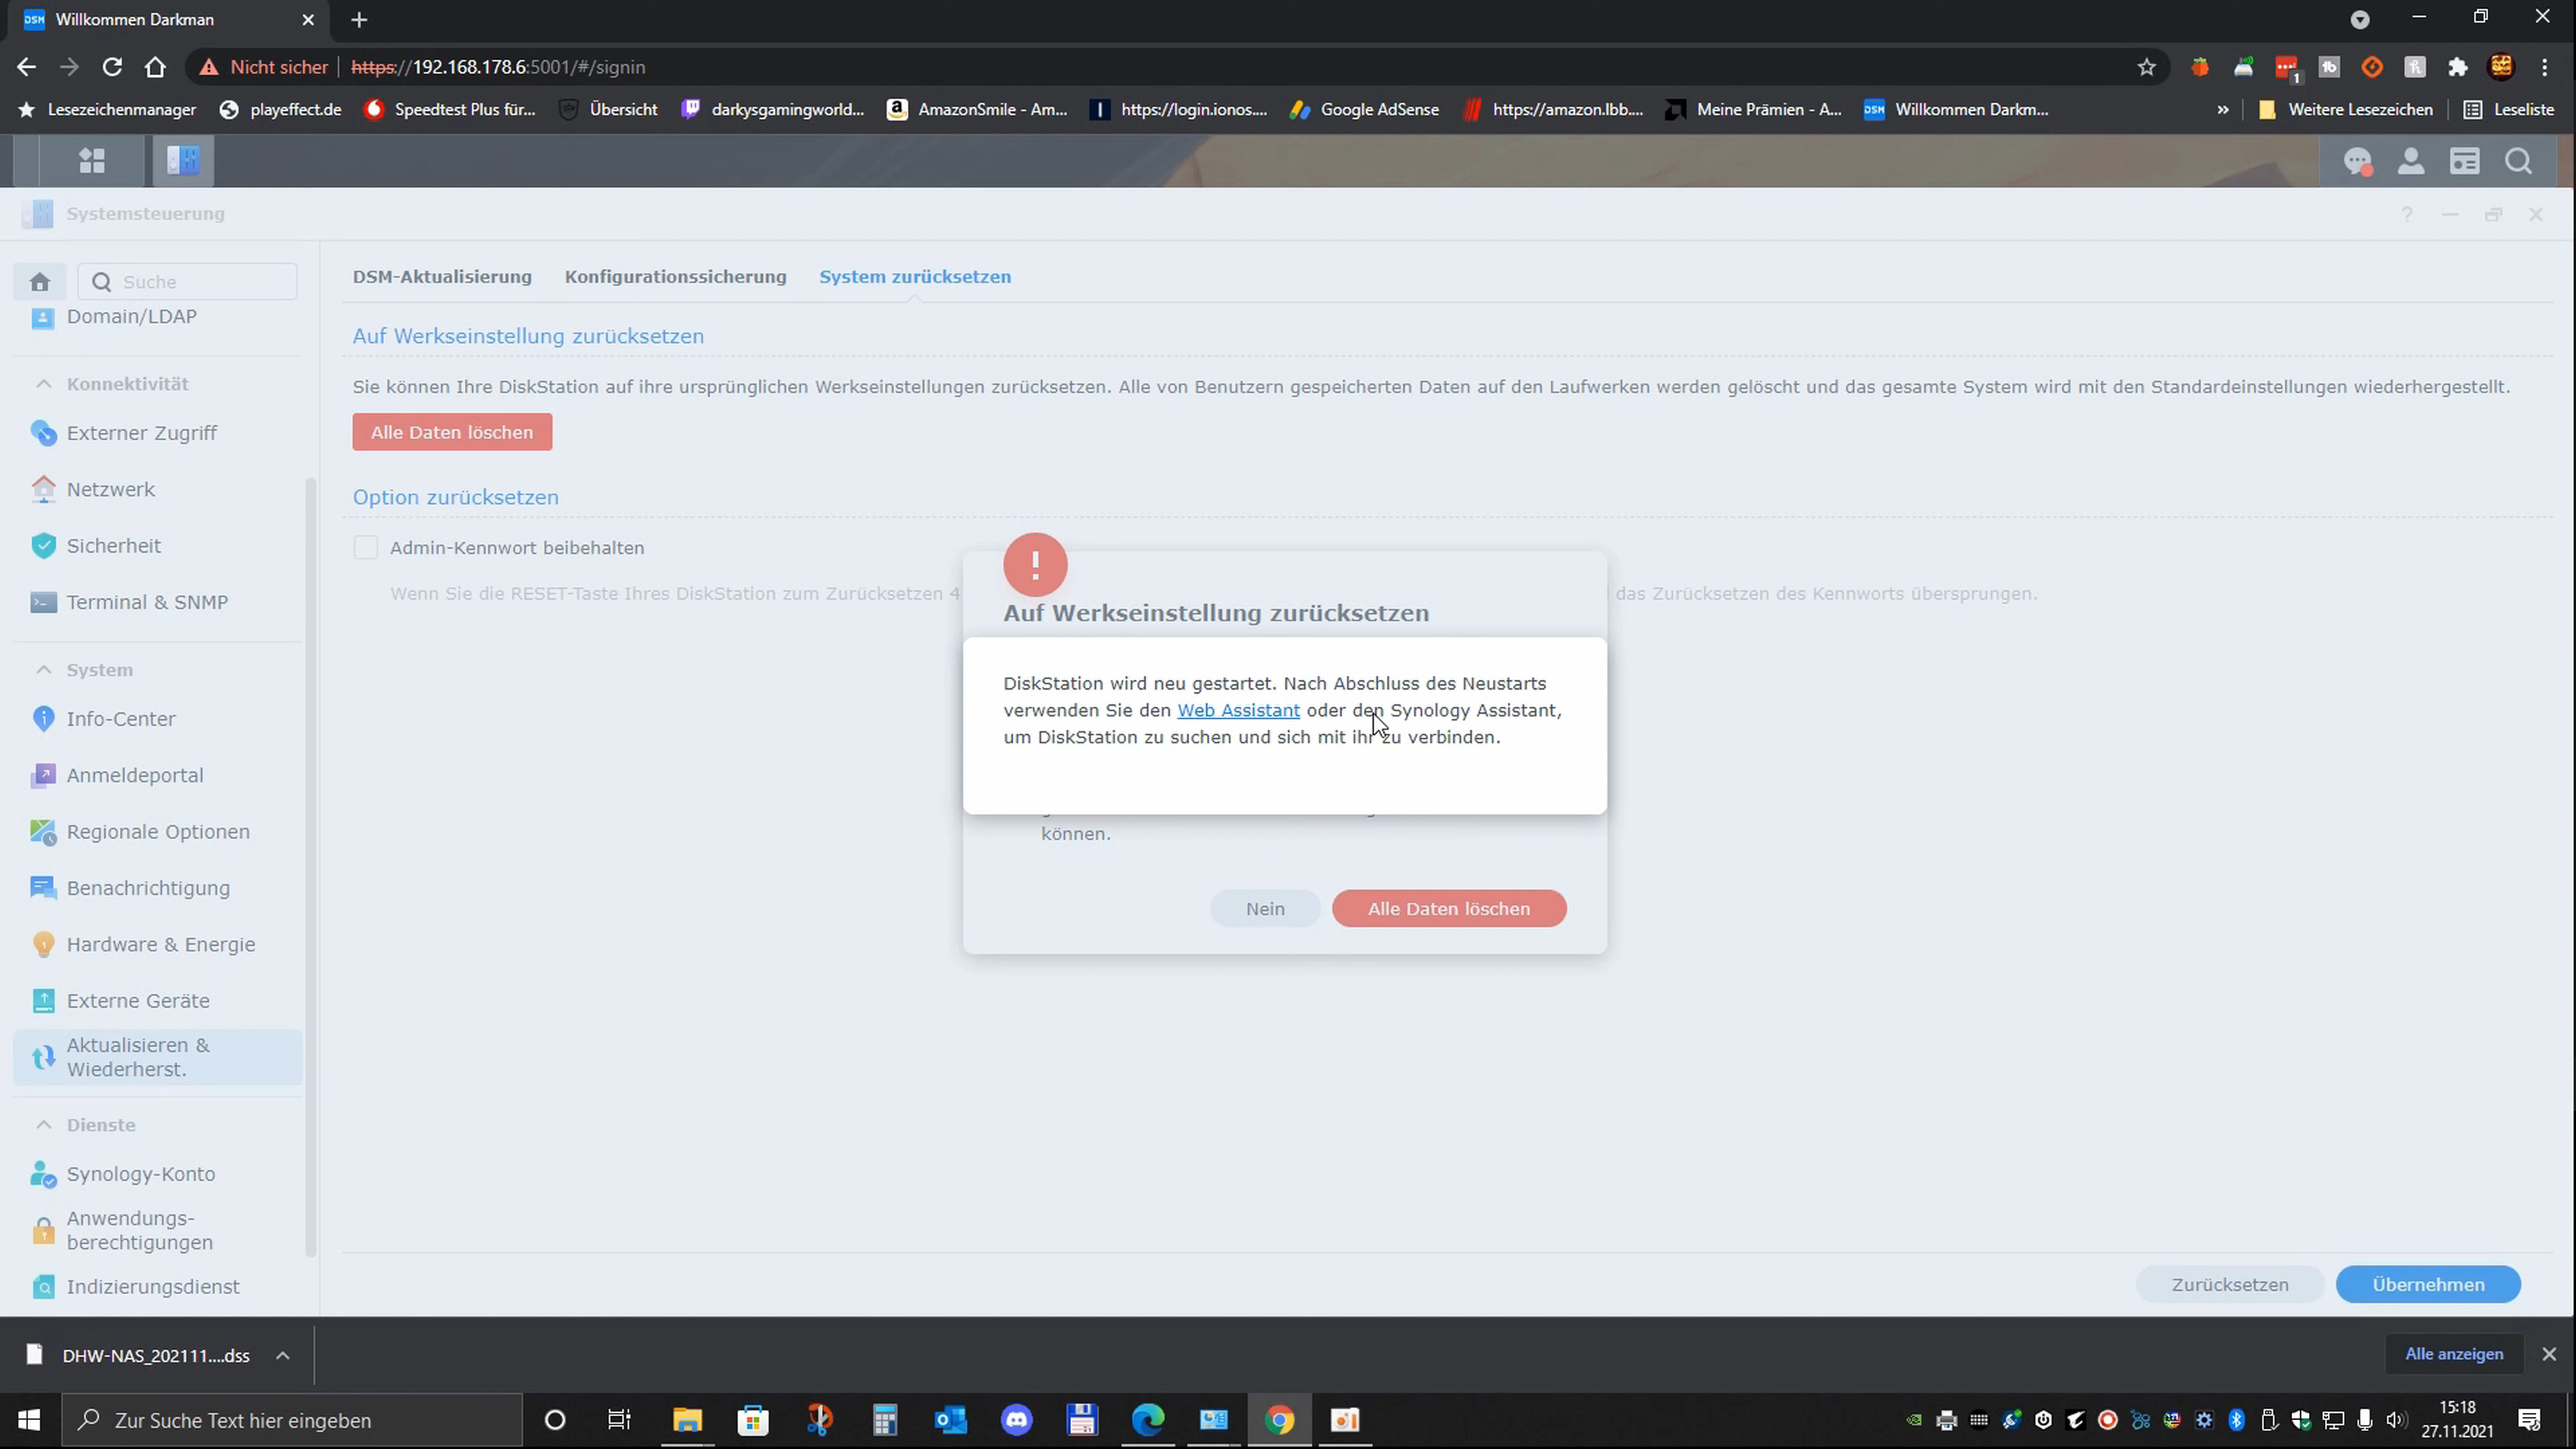 DSM
Willkommen Darkman
Nicht sicher
https://192.168.178.6:5001/#/signin
1
Lesezeichenmanager
playeffect.de
Speedtest Plus für...
Übersicht
darkysgamingworld...
AmazonSmile - Am...
https://login.ionos....
Google AdSense
https://amazon.lbb....
Meine Prämien - A...
DSM
Willkommen Darkm...
»
Weitere Lesezeichen
Leseliste
Systemsteuerung
?
Suche
Domain/LDAP
Konnektivität
Externer Zugriff
Netzwerk
Sicherheit
Terminal & SNMP
System
Info-Center
Anmeldeportal
Regionale Optionen
Benachrichtigung
Hardware & Energie
Externe Geräte
Aktualisieren &
Wiederherst.
Dienste
Synology-Konto
Anwendungs-
berechtigungen
Indizierungsdienst
DSM-Aktualisierung
Konfigurationssicherung
System zurücksetzen
Auf Werkseinstellung zurücksetzen
Sie können Ihre DiskStation auf ihre ursprünglichen Werkseinstellungen zurücksetzen. Alle von Benutzern gespeicherten Daten auf den Laufwerken werden gelöscht und das gesamte System wird mit den Standardeinstellungen wiederhergestellt.
Alle Daten löschen
Option zurücksetzen
Admin-Kennwort beibehalten
Wenn Sie die RESET-Taste Ihres DiskStation zum Zurücksetzen 4
das Zurücksetzen des Kennworts übersprungen.
!
Auf Werkseinstellung zurücksetzen
DiskStation wird neu gestartet. Nach Abschluss des Neustarts
verwenden Sie den Web Assistant oder den Synology Assistant,
um DiskStation zu suchen und sich mit ihr zu verbinden.
können.
Nein
Alle Daten löschen
Zurücksetzen
Übernehmen
DHW-NAS_202111....dss
Alle anzeigen
Zur Suche Text hier eingeben
15:18
27.11.2021